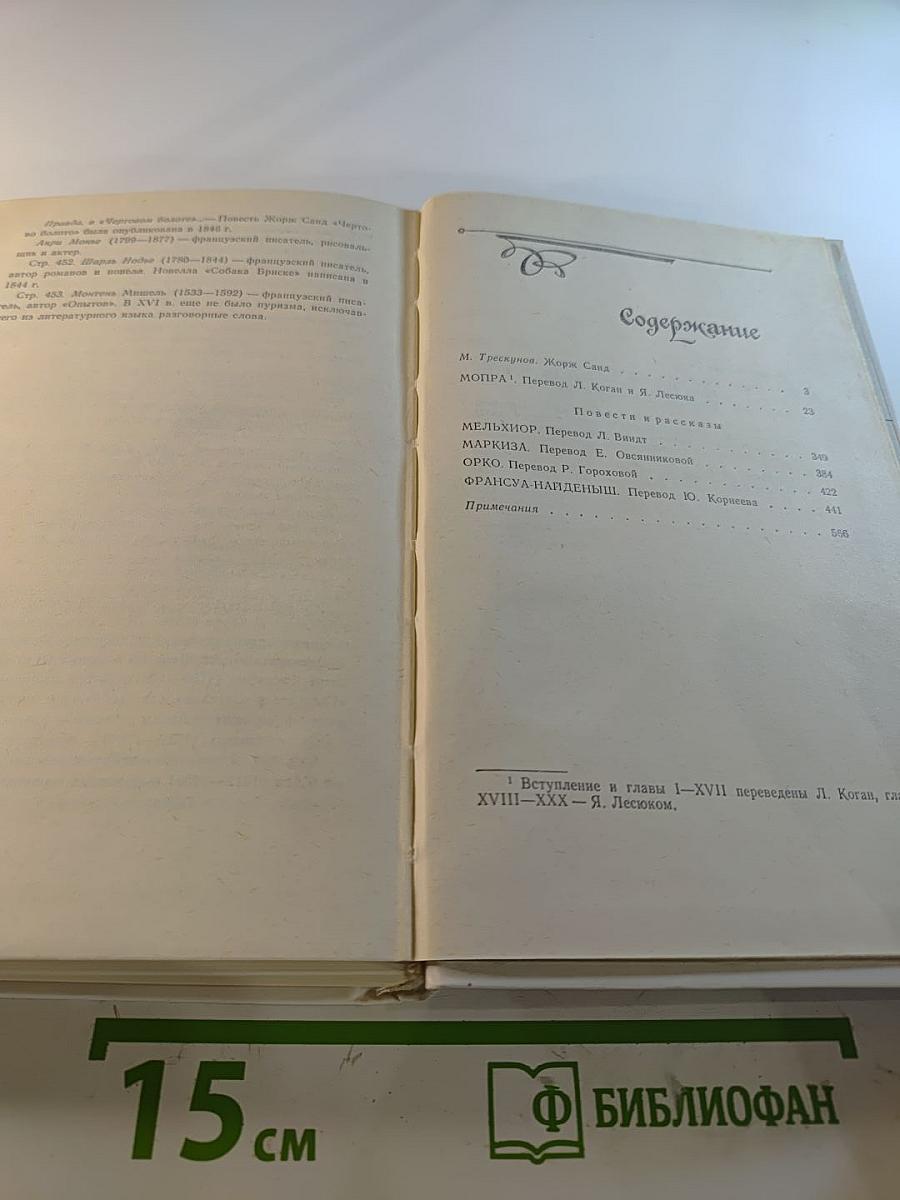 Правда, в «Чертовом болоте»...— Повесть Жорж Санд «Черто-
во болото» была опубликована в 1846 г.
Анри Монье (1799—1877) — французский писатель, рисоваль-
щик и актер.
Стр. 452. Шарль Нодье (1780—1844) — французский писатель,
автор романов и новелл. Новелла «Собака Бриске» написана в
1844 г.
Стр. 453. Монтень Мишель (1533—1592) — французский писа-
тель, автор «Опытов». В XVI в. еще не было пуризма, исключав-
его из литературного языка разговорные слова.
Содержание
М. Трескунов. Жорж Санд . . . . . . . . . . . 3
МОПРА¹. Перевод Л. Коган и Я. Лесюка . . . . . . . 23
Повести и рассказы
МЕЛЬХИОР. Перевод Л. Виндт . . . . . . . . . . 349
МАРКИЗА. Перевод Е. Овсянниковой . . . . . . . . 384
ОРКО. Перевод Р. Гороховой . . . . . . . . . . . 422
ФРАНСУА-НАЙДЕНЫШ. Перевод Ю. Корнеева . . . . 441
Примечания . . . . . . . . . . . . . . . 566
¹ Вступление и главы I—XVII переведены Л. Коган, гла
XVIII—XXX — Я. Лесюком.
15 см
Ф БИБЛИОФАН